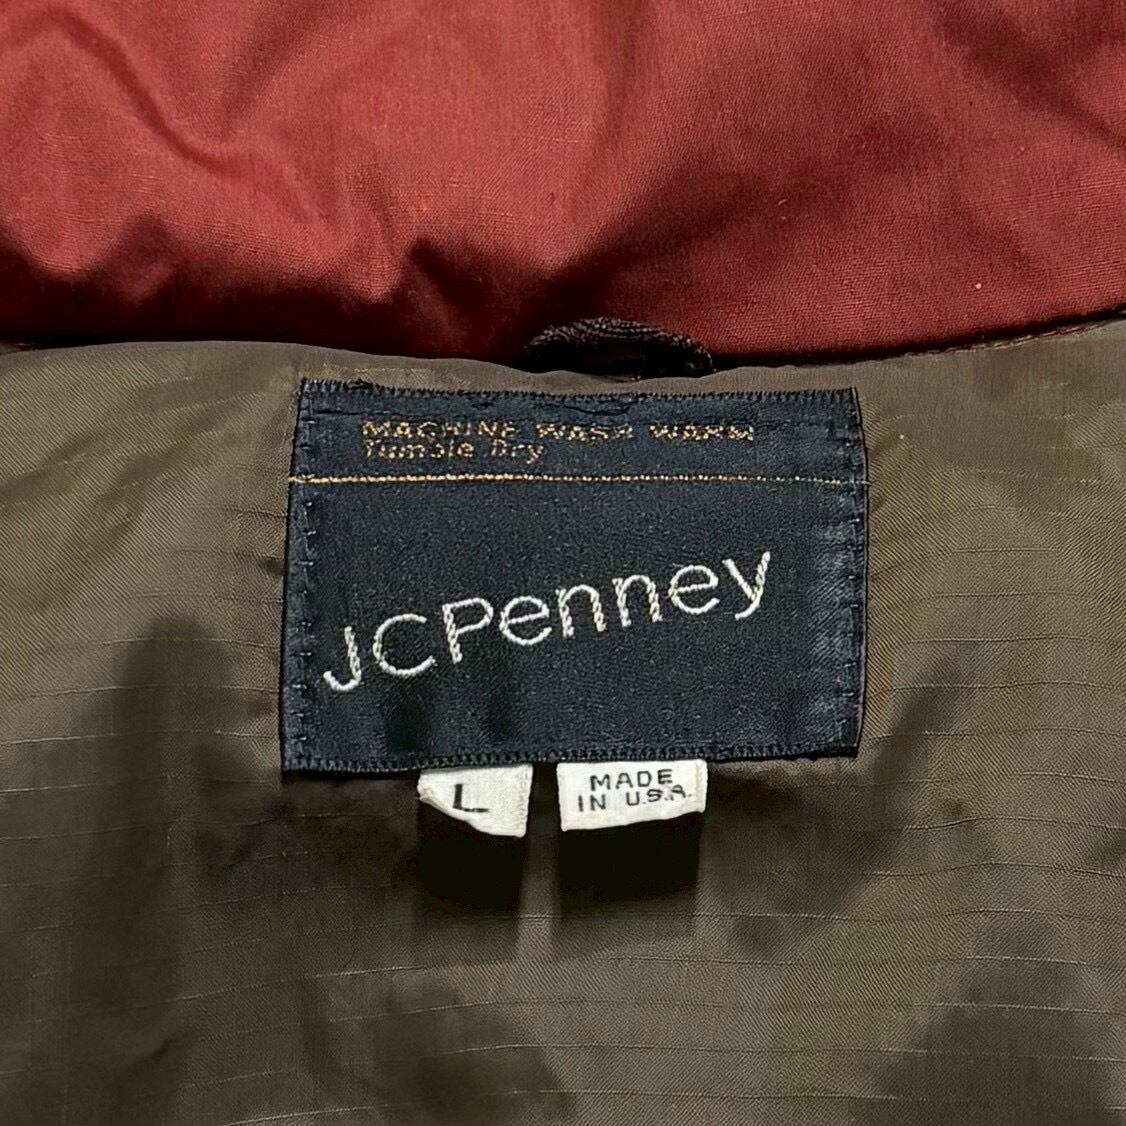 MACHINE WASH WARM
Tumble Dry
JCPenney
L
MADE
IN U.S.A.